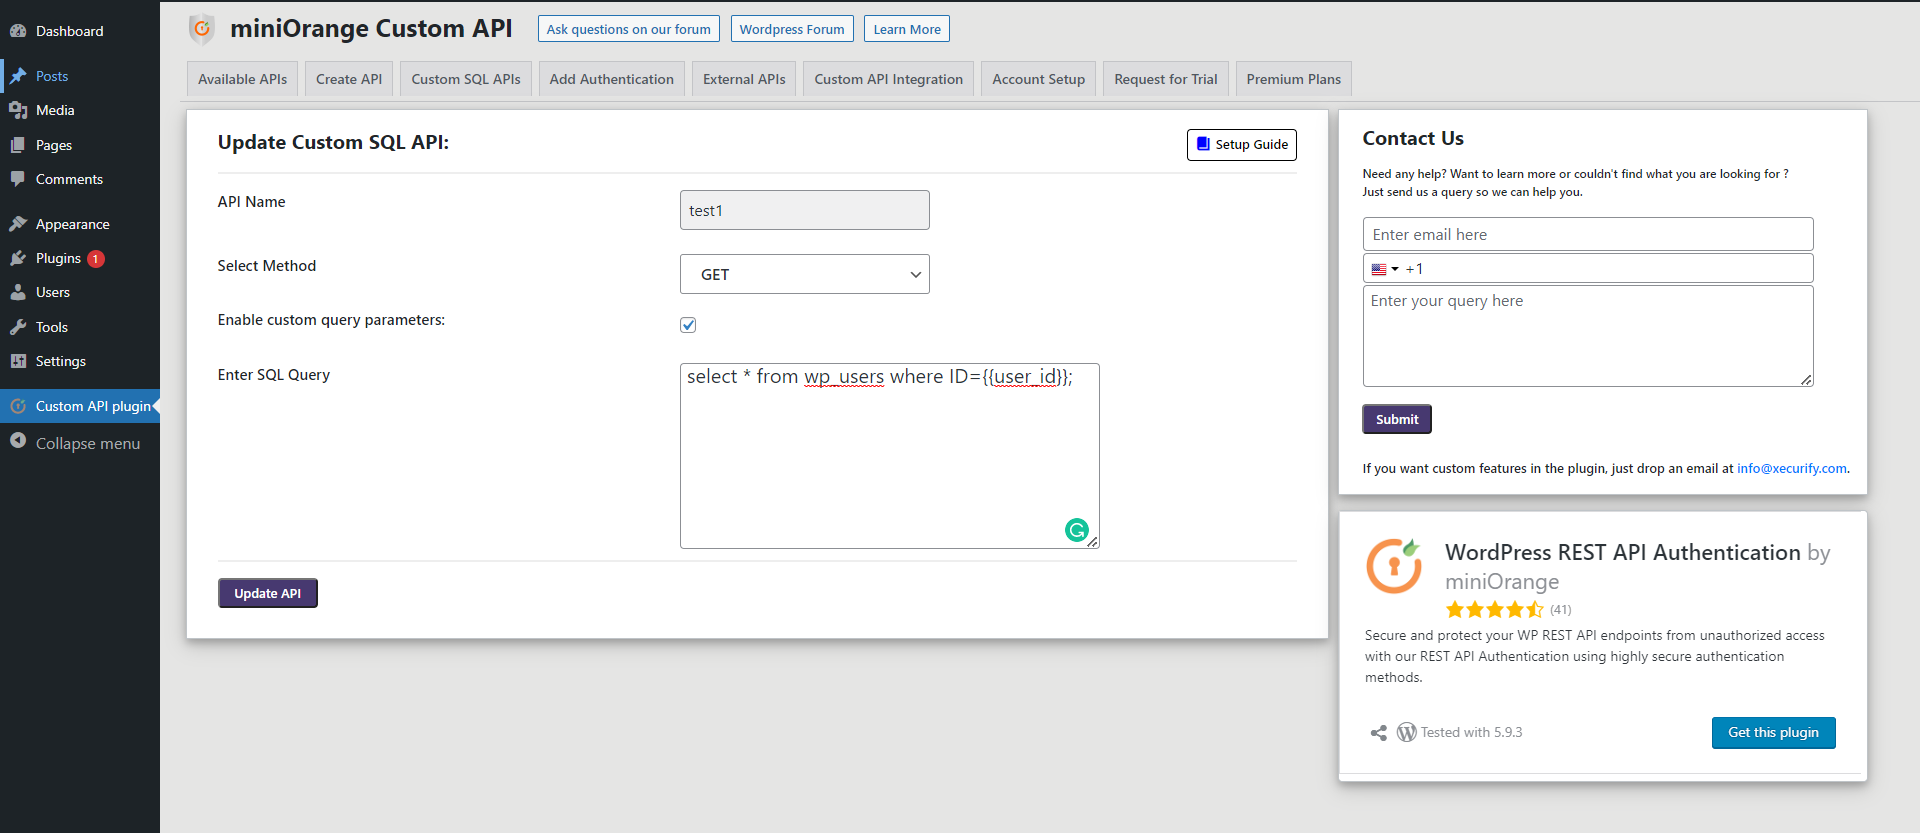 Dashboard
Posts
Media
Pages
Comments
Appearance
Plugins 1
Users
Tools
Settings
Custom API plugin
Collapse menu
miniOrange Custom API
Ask questions on our forum
Wordpress Forum
Learn More
Available APIs
Create API
Custom SQL APIs
Add Authentication
External APIs
Custom API Integration
Account Setup
Request for Trial
Premium Plans
Update Custom SQL API:
Setup Guide
API Name
test1
Select Method
GET
Enable custom query parameters:
Enter SQL Query
select * from wp_users where ID={{user_id}};
Update API
Contact Us
Need any help? Want to learn more or couldn't find what you are looking for ?
Just send us a query so we can help you.
Enter email here
+1
Enter your query here
Submit
If you want custom features in the plugin, just drop an email at info@xecurify.com.
WordPress REST API Authentication by
miniOrange
(41)
Secure and protect your WP REST API endpoints from unauthorized access
with our REST API Authentication using highly secure authentication
methods.
Tested with 5.9.3
Get this plugin